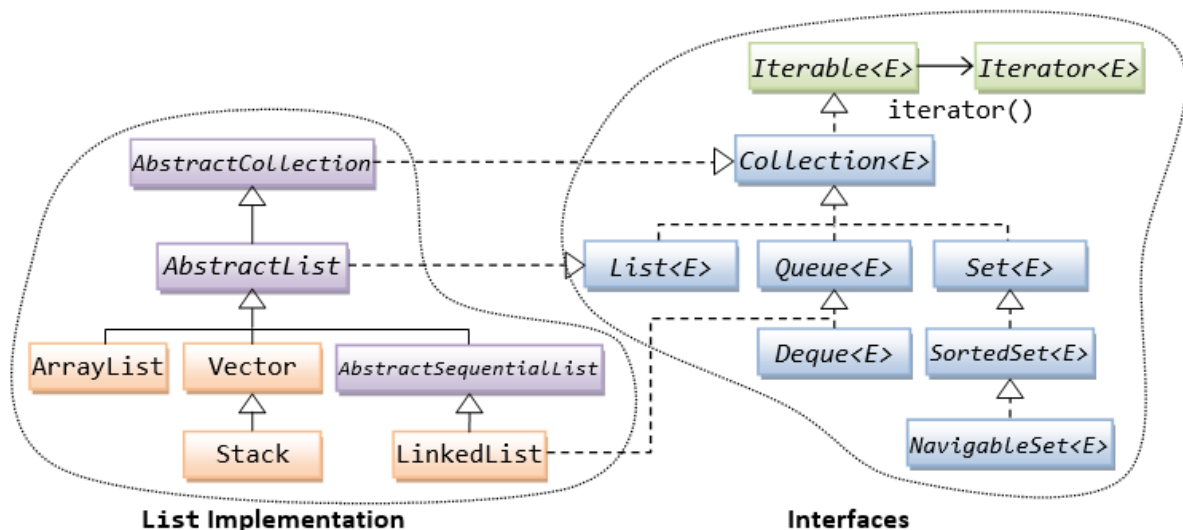 Iterable<E>
Iterator<E>
iterator()
AbstractCollection
Collection<E>
AbstractList
List<E>
Queue<E>
Set<E>
ArrayList
Vector
AbstractSequentialList
Deque<E>
SortedSet<E>
Stack
LinkedList
NavigableSet<E>
List Implementation
Interfaces